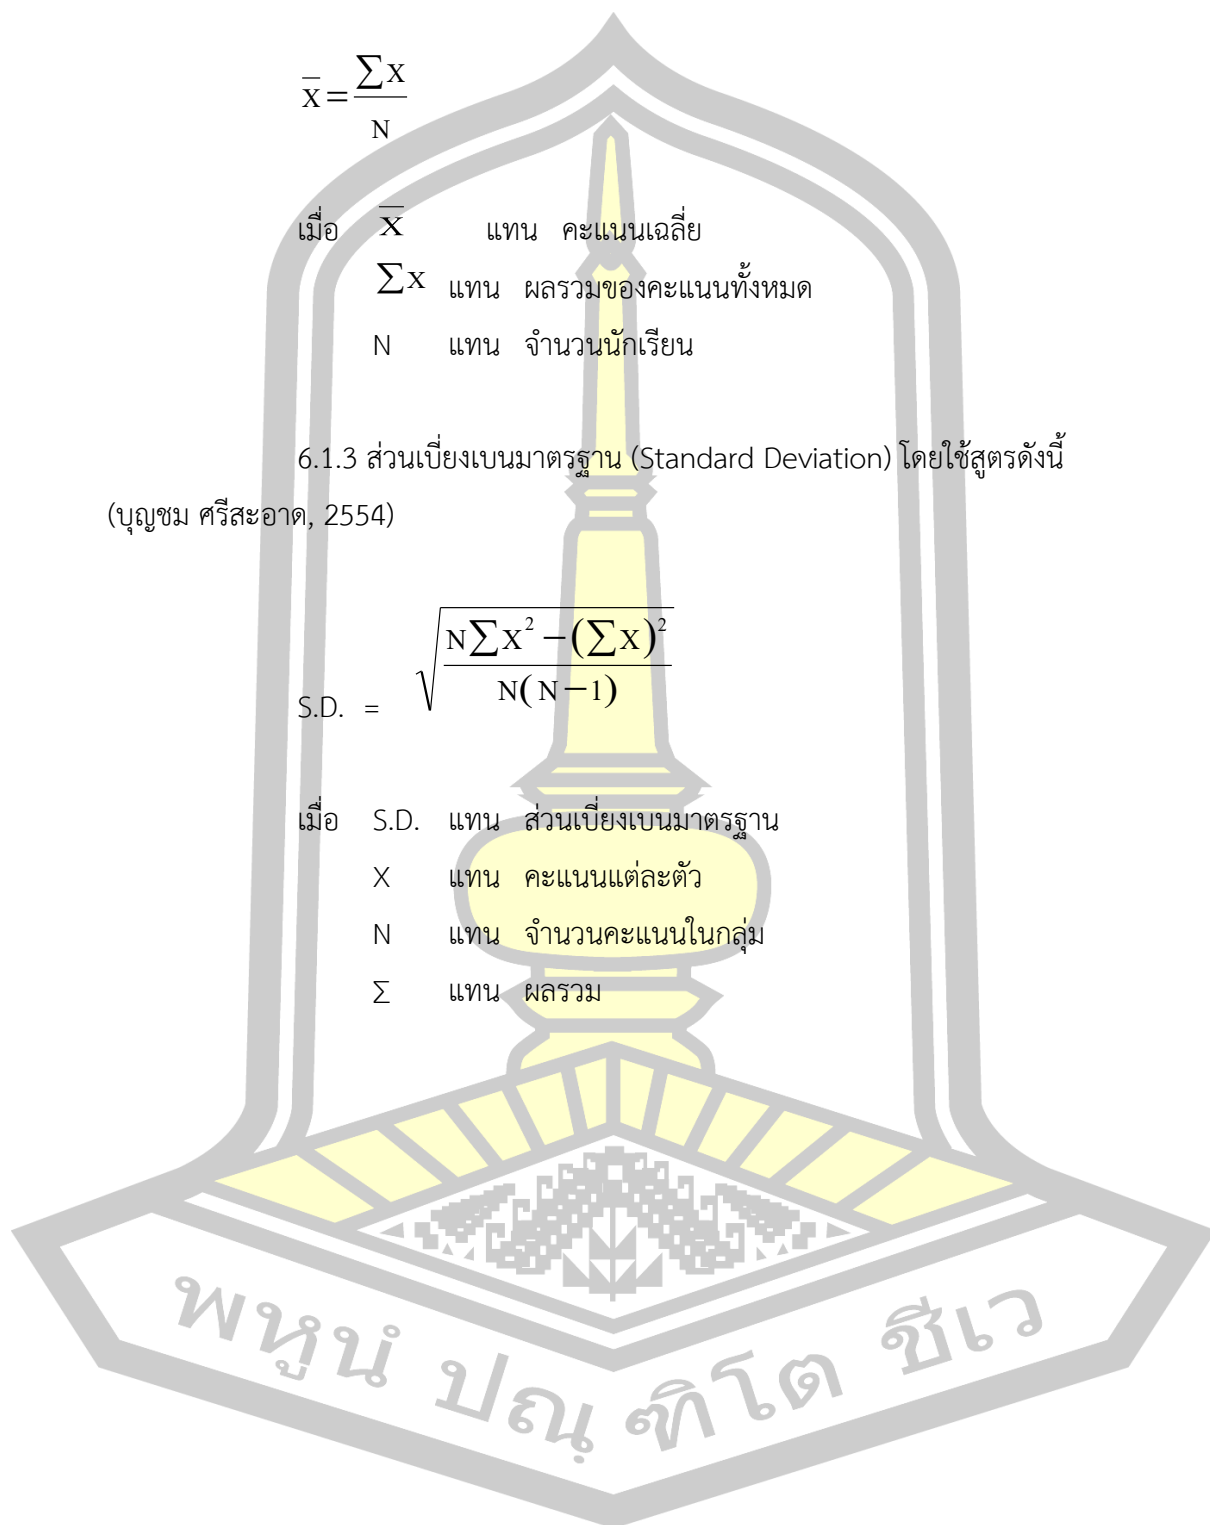 X̄ = ∑X / N
เมื่อ X̄ แทน คะแนนเฉลี่ย
∑X แทน ผลรวมของคะแนนทั้งหมด
N แทน จำนวนนักเรียน
6.1.3 ส่วนเบี่ยงเบนมาตรฐาน (Standard Deviation) โดยใช้สูตรดังนี้
(บุญชม ศรีสะอาด, 2554)
S.D. = √((N∑X² − (∑X)²) / (N(N−1)))
เมื่อ S.D. แทน ส่วนเบี่ยงเบนมาตรฐาน
X แทน คะแนนแต่ละตัว
N แทน จำนวนคะแนนในกลุ่ม
Σ แทน ผลรวม
พหูนํ ปณฺฑิโต ชีเว